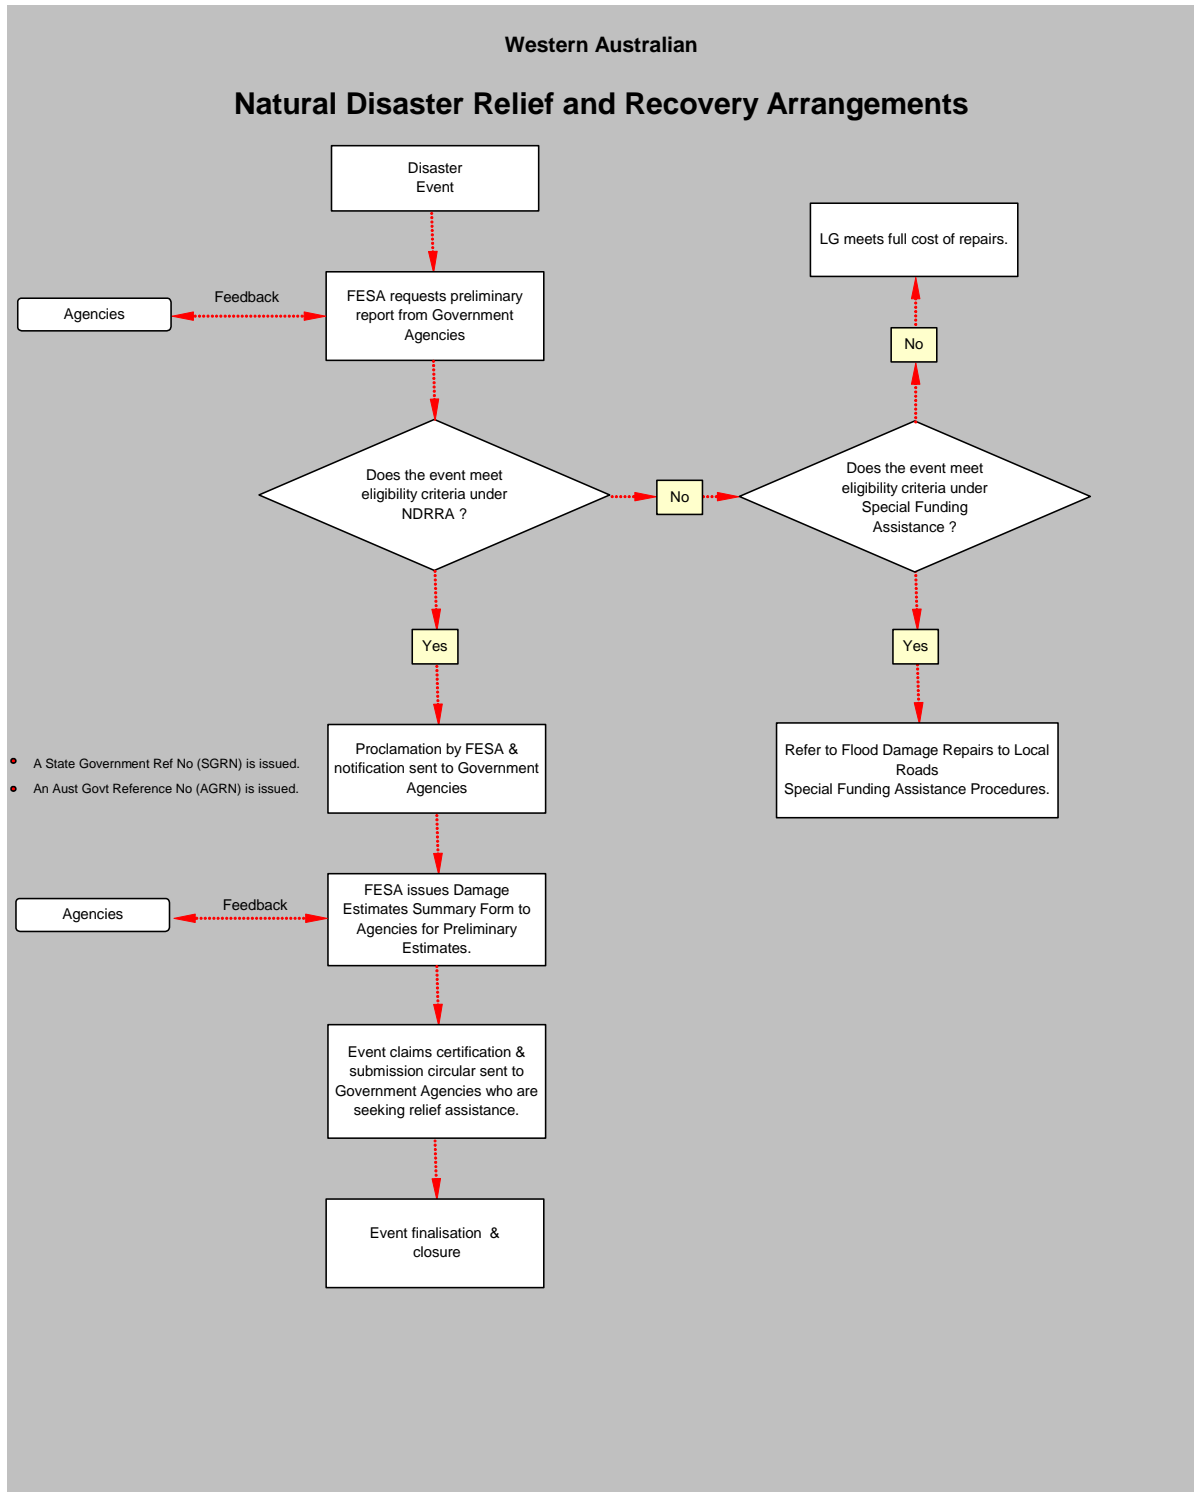 Western Australian
Natural Disaster Relief and Recovery Arrangements
Disaster
Event
LG meets full cost of repairs.
Agencies
Feedback
FESA requests preliminary
report from Government
Agencies
No
Does the event meet
eligibility criteria under
NDRRA ?
No
Does the event meet
eligibility criteria under
Special Funding
Assistance ?
Yes
Yes
• A State Government Ref No (SGRN) is issued.
• An Aust Govt Reference No (AGRN) is issued.
Proclamation by FESA &
notification sent to Government
Agencies
Refer to Flood Damage Repairs to Local
Roads
Special Funding Assistance Procedures.
Agencies
Feedback
FESA issues Damage
Estimates Summary Form to
Agencies for Preliminary
Estimates.
Event claims certification &
submission circular sent to
Government Agencies who are
seeking relief assistance.
Event finalisation &
closure